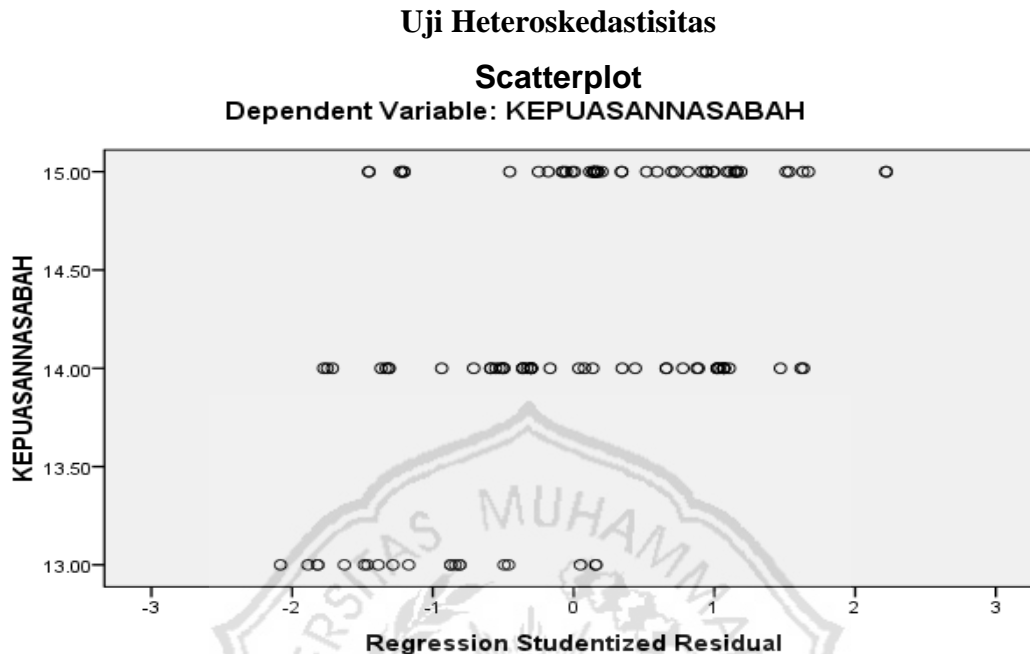 Uji Heteroskedastisitas
Scatterplot
Dependent Variable: KEPUASANNASABAH
KEPUASANNASABAH
15.00
14.50
14.00
13.50
13.00
-3 -2 -1 0 1 2 3
Regression Studentized Residual
MUHAMMA